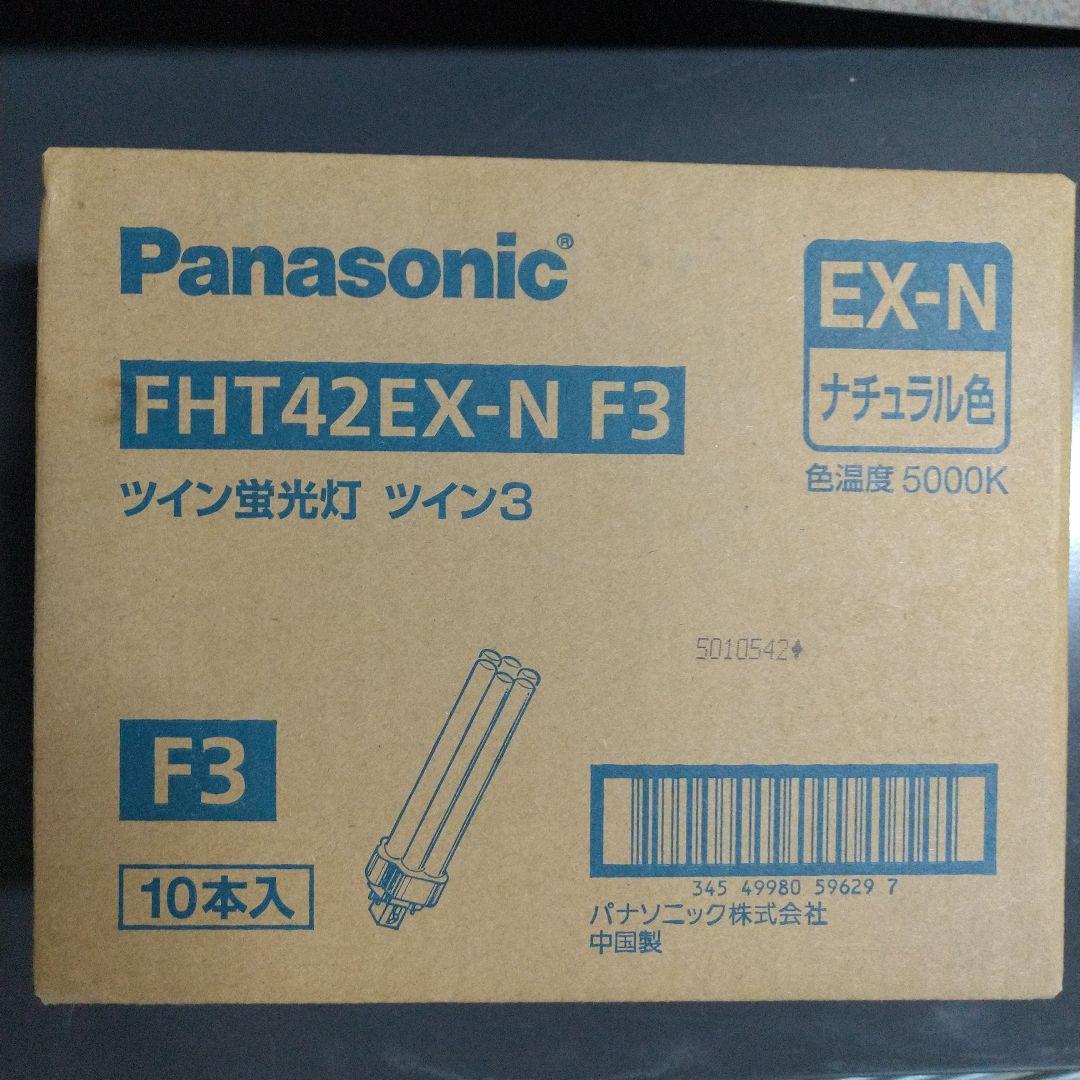 Panasonic®
FHT42EX-N F3
ツイン蛍光灯 ツイン3
EX-N
ナチュラル色
色温度 5000K
5010542♦
F3
10本入
345 49980 59629 7
パナソニック株式会社
中国製